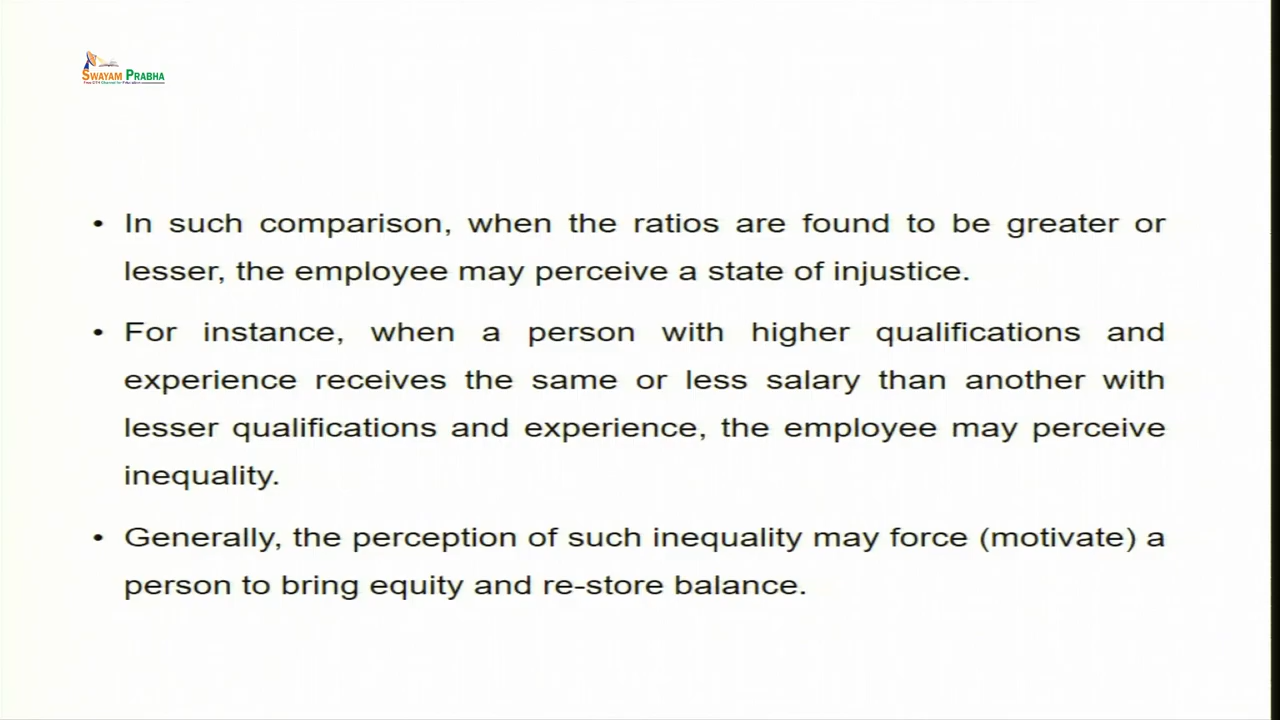 SWAYAM PRABHA
• In such comparison, when the ratios are found to be greater or
lesser, the employee may perceive a state of injustice.
• For instance, when a person with higher qualifications and
experience receives the same or less salary than another with
lesser qualifications and experience, the employee may perceive
inequality.
• Generally, the perception of such inequality may force (motivate) a
person to bring equity and re-store balance.